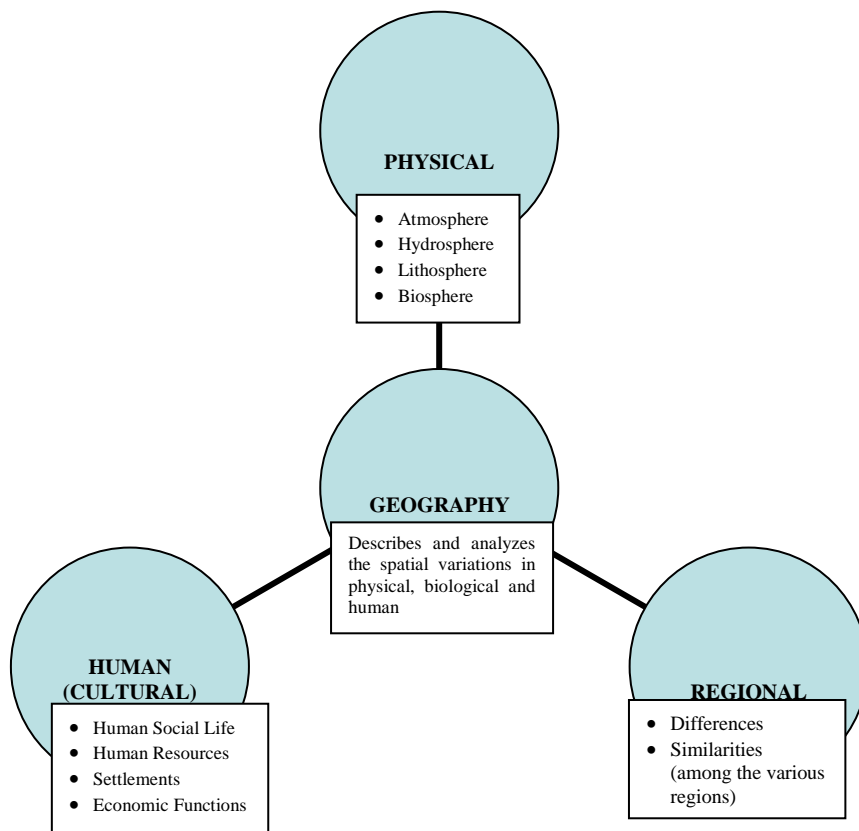 PHYSICAL
• Atmosphere
• Hydrosphere
• Lithosphere
• Biosphere
GEOGRAPHY
Describes and analyzes
the spatial variations in
physical, biological and
human
HUMAN
(CULTURAL)
• Human Social Life
• Human Resources
• Settlements
• Economic Functions
REGIONAL
• Differences
• Similarities
(among the various
regions)